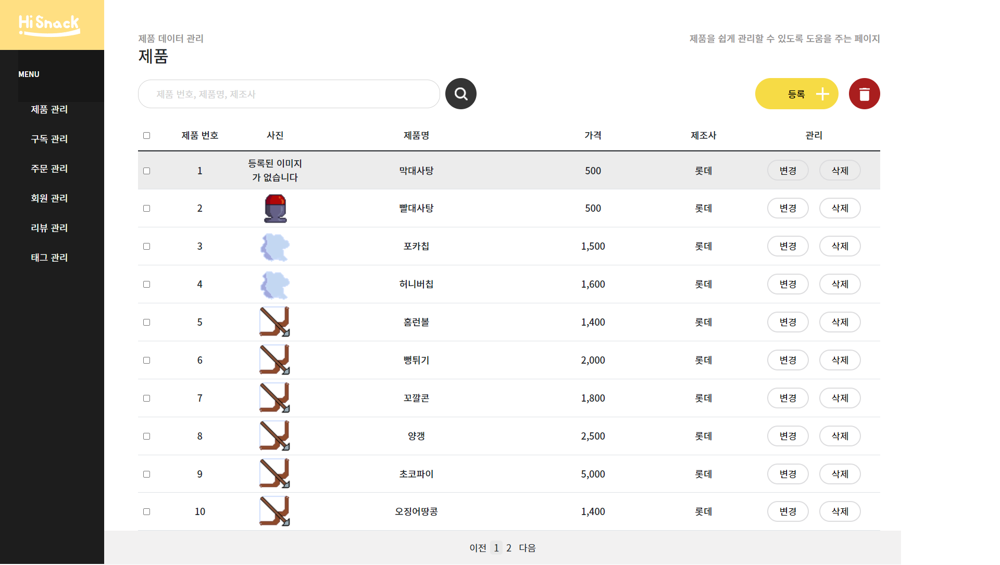 Hi Snack
MENU
제품 관리
구독 관리
주문 관리
회원 관리
리뷰 관리
태그 관리
제품 데이터 관리
제품을 쉽게 관리할 수 있도록 도움을 주는 페이지
제품
제품 번호, 제품명, 제조사
등록
제품 번호 사진 제품명 가격 제조사 관리
1 등록된 이미지
가 없습니다 막대사탕 500 롯데 변경 삭제
2 빨대사탕 500 롯데 변경 삭제
3 포카칩 1,500 롯데 변경 삭제
4 허니버칩 1,600 롯데 변경 삭제
5 홈런볼 1,400 롯데 변경 삭제
6 뻥튀기 2,000 롯데 변경 삭제
7 꼬깔콘 1,800 롯데 변경 삭제
8 양갱 2,500 롯데 변경 삭제
9 초코파이 5,000 롯데 변경 삭제
10 오징어땅콩 1,400 롯데 변경 삭제
이전 1 2 다음